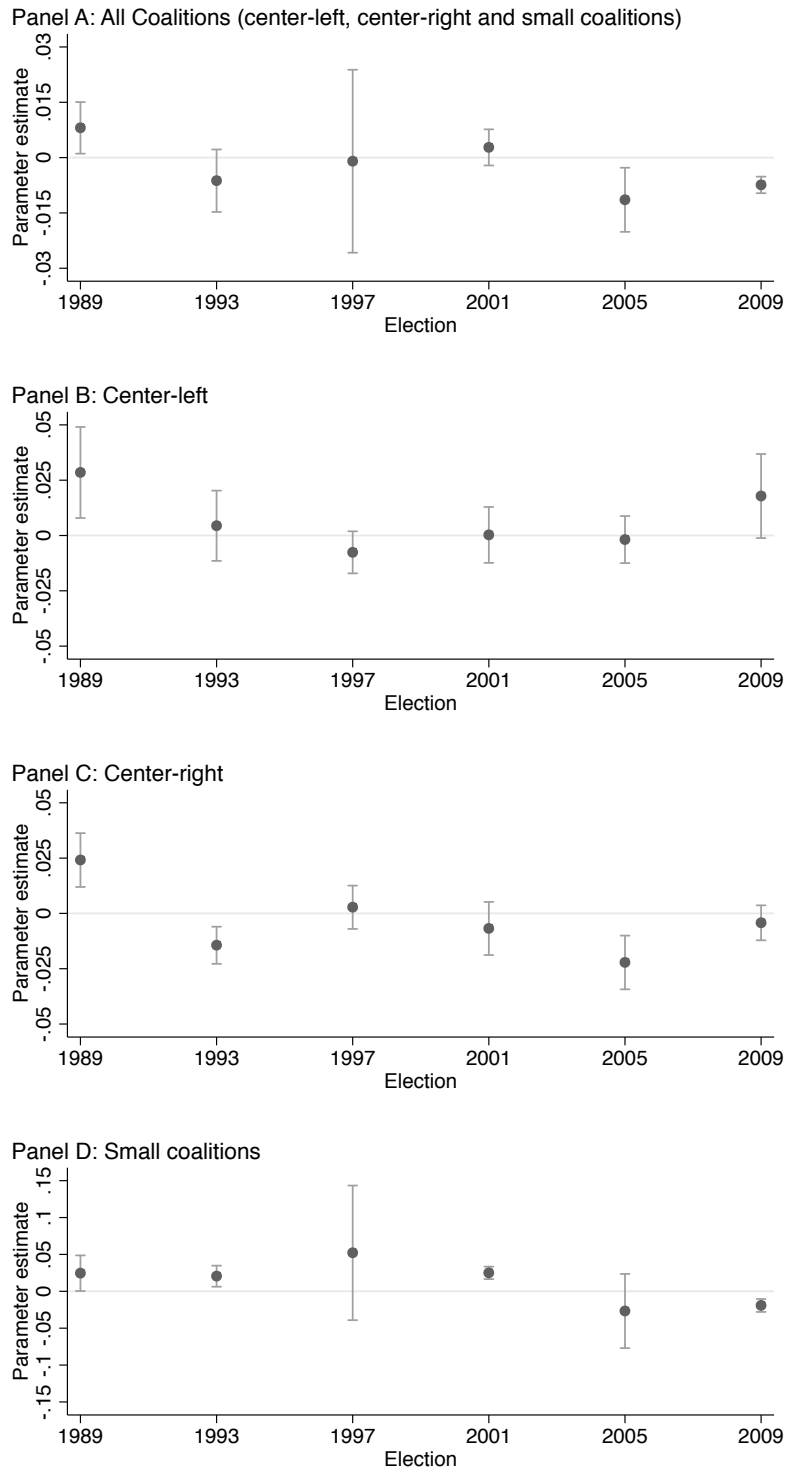 Panel A: All Coalitions (center-left, center-right and small coalitions)
Parameter estimate
.03
.015
0
-.015
-.03
1989 1993 1997 2001 2005 2009
Election
Panel B: Center-left
Parameter estimate
.05
.025
0
-.025
-.05
1989 1993 1997 2001 2005 2009
Election
Panel C: Center-right
Parameter estimate
.05
.025
0
-.025
-.05
1989 1993 1997 2001 2005 2009
Election
Panel D: Small coalitions
Parameter estimate
.15
.1
.05
0
-.05
-.1
-.15
1989 1993 1997 2001 2005 2009
Election